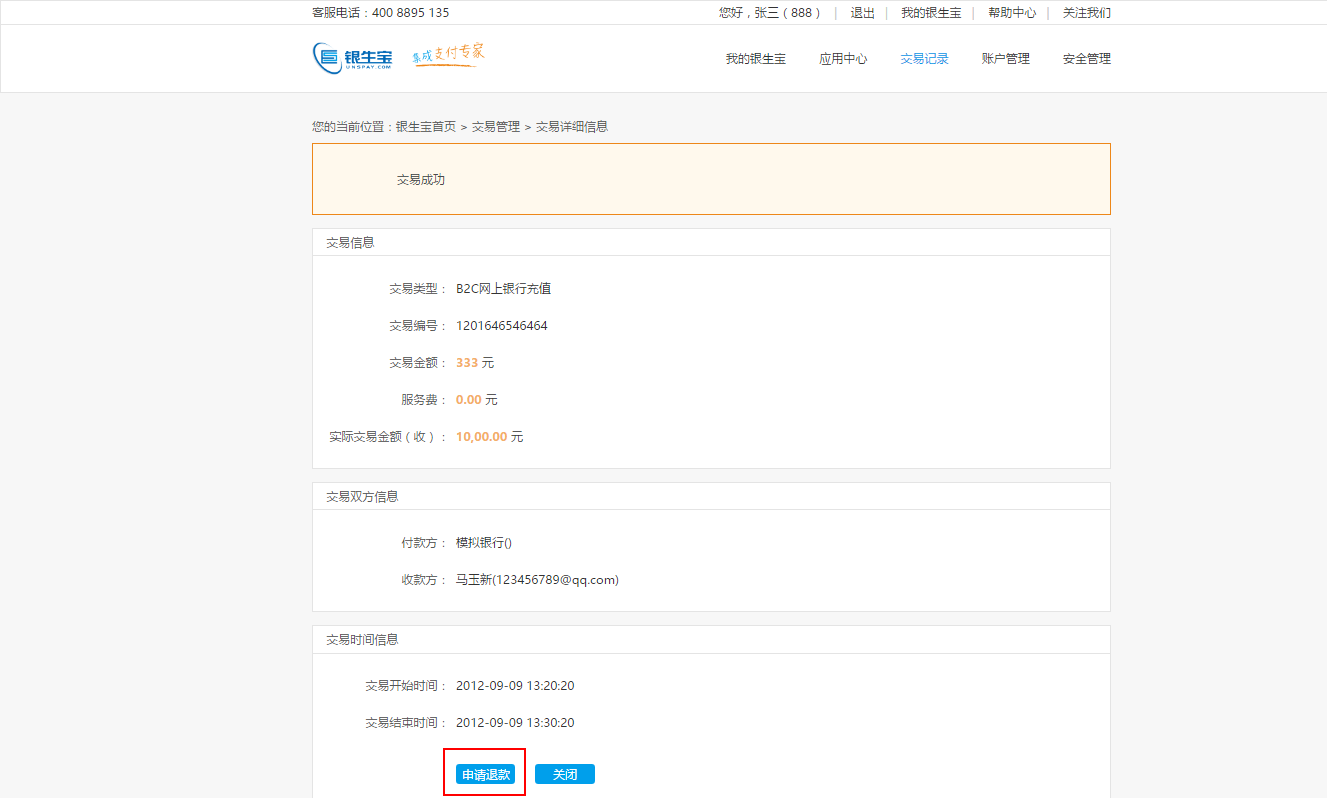 客服电话：400 8895 135
您好，张三（888） | 退出 | 我的银生宝 | 帮助中心 | 关注我们
银生宝
UNSPAY.COM
集成支付专家
我的银生宝 应用中心 交易记录 账户管理 安全管理
您的当前位置：银生宝首页 > 交易管理 > 交易详细信息
交易成功
交易信息
交易类型： B2C网上银行充值
交易编号： 1201646546464
交易金额： 333 元
服务费： 0.00 元
实际交易金额（收）： 10,00.00 元
交易双方信息
付款方： 模拟银行()
收款方： 马玉新(123456789@qq.com)
交易时间信息
交易开始时间： 2012-09-09 13:20:20
交易结束时间： 2012-09-09 13:30:20
申请退款 关闭